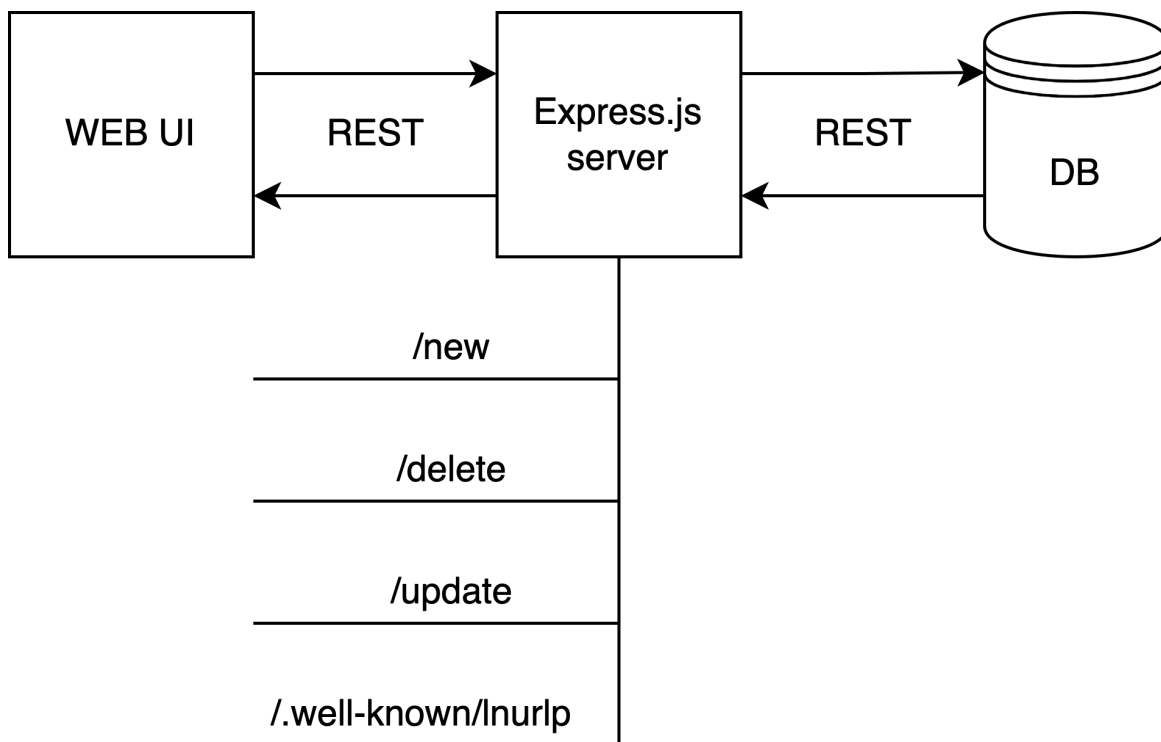 WEB UI
REST
Express.js
server
REST
DB
/new
/delete
/update
/.well-known/lnurlp